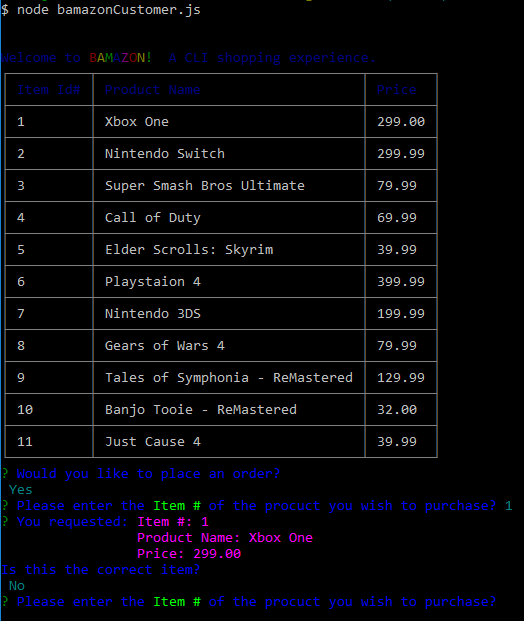 $ node bamazonCustomer.js
Welcome to BAMAZON! A CLI shopping experience.
Item Id# Product Name Price
1 Xbox One 299.00
2 Nintendo Switch 299.99
3 Super Smash Bros Ultimate 79.99
4 Call of Duty 69.99
5 Elder Scrolls: Skyrim 39.99
6 Playstaion 4 399.99
7 Nintendo 3DS 199.99
8 Gears of Wars 4 79.99
9 Tales of Symphonia - ReMastered 129.99
10 Banjo Tooie - ReMastered 32.00
11 Just Cause 4 39.99
? Would you like to place an order?
Yes
? Please enter the Item # of the procuct you wish to purchase? 1
? You requested: Item #: 1
Product Name: Xbox One
Price: 299.00
Is this the correct item?
No
? Please enter the Item # of the procuct you wish to purchase?